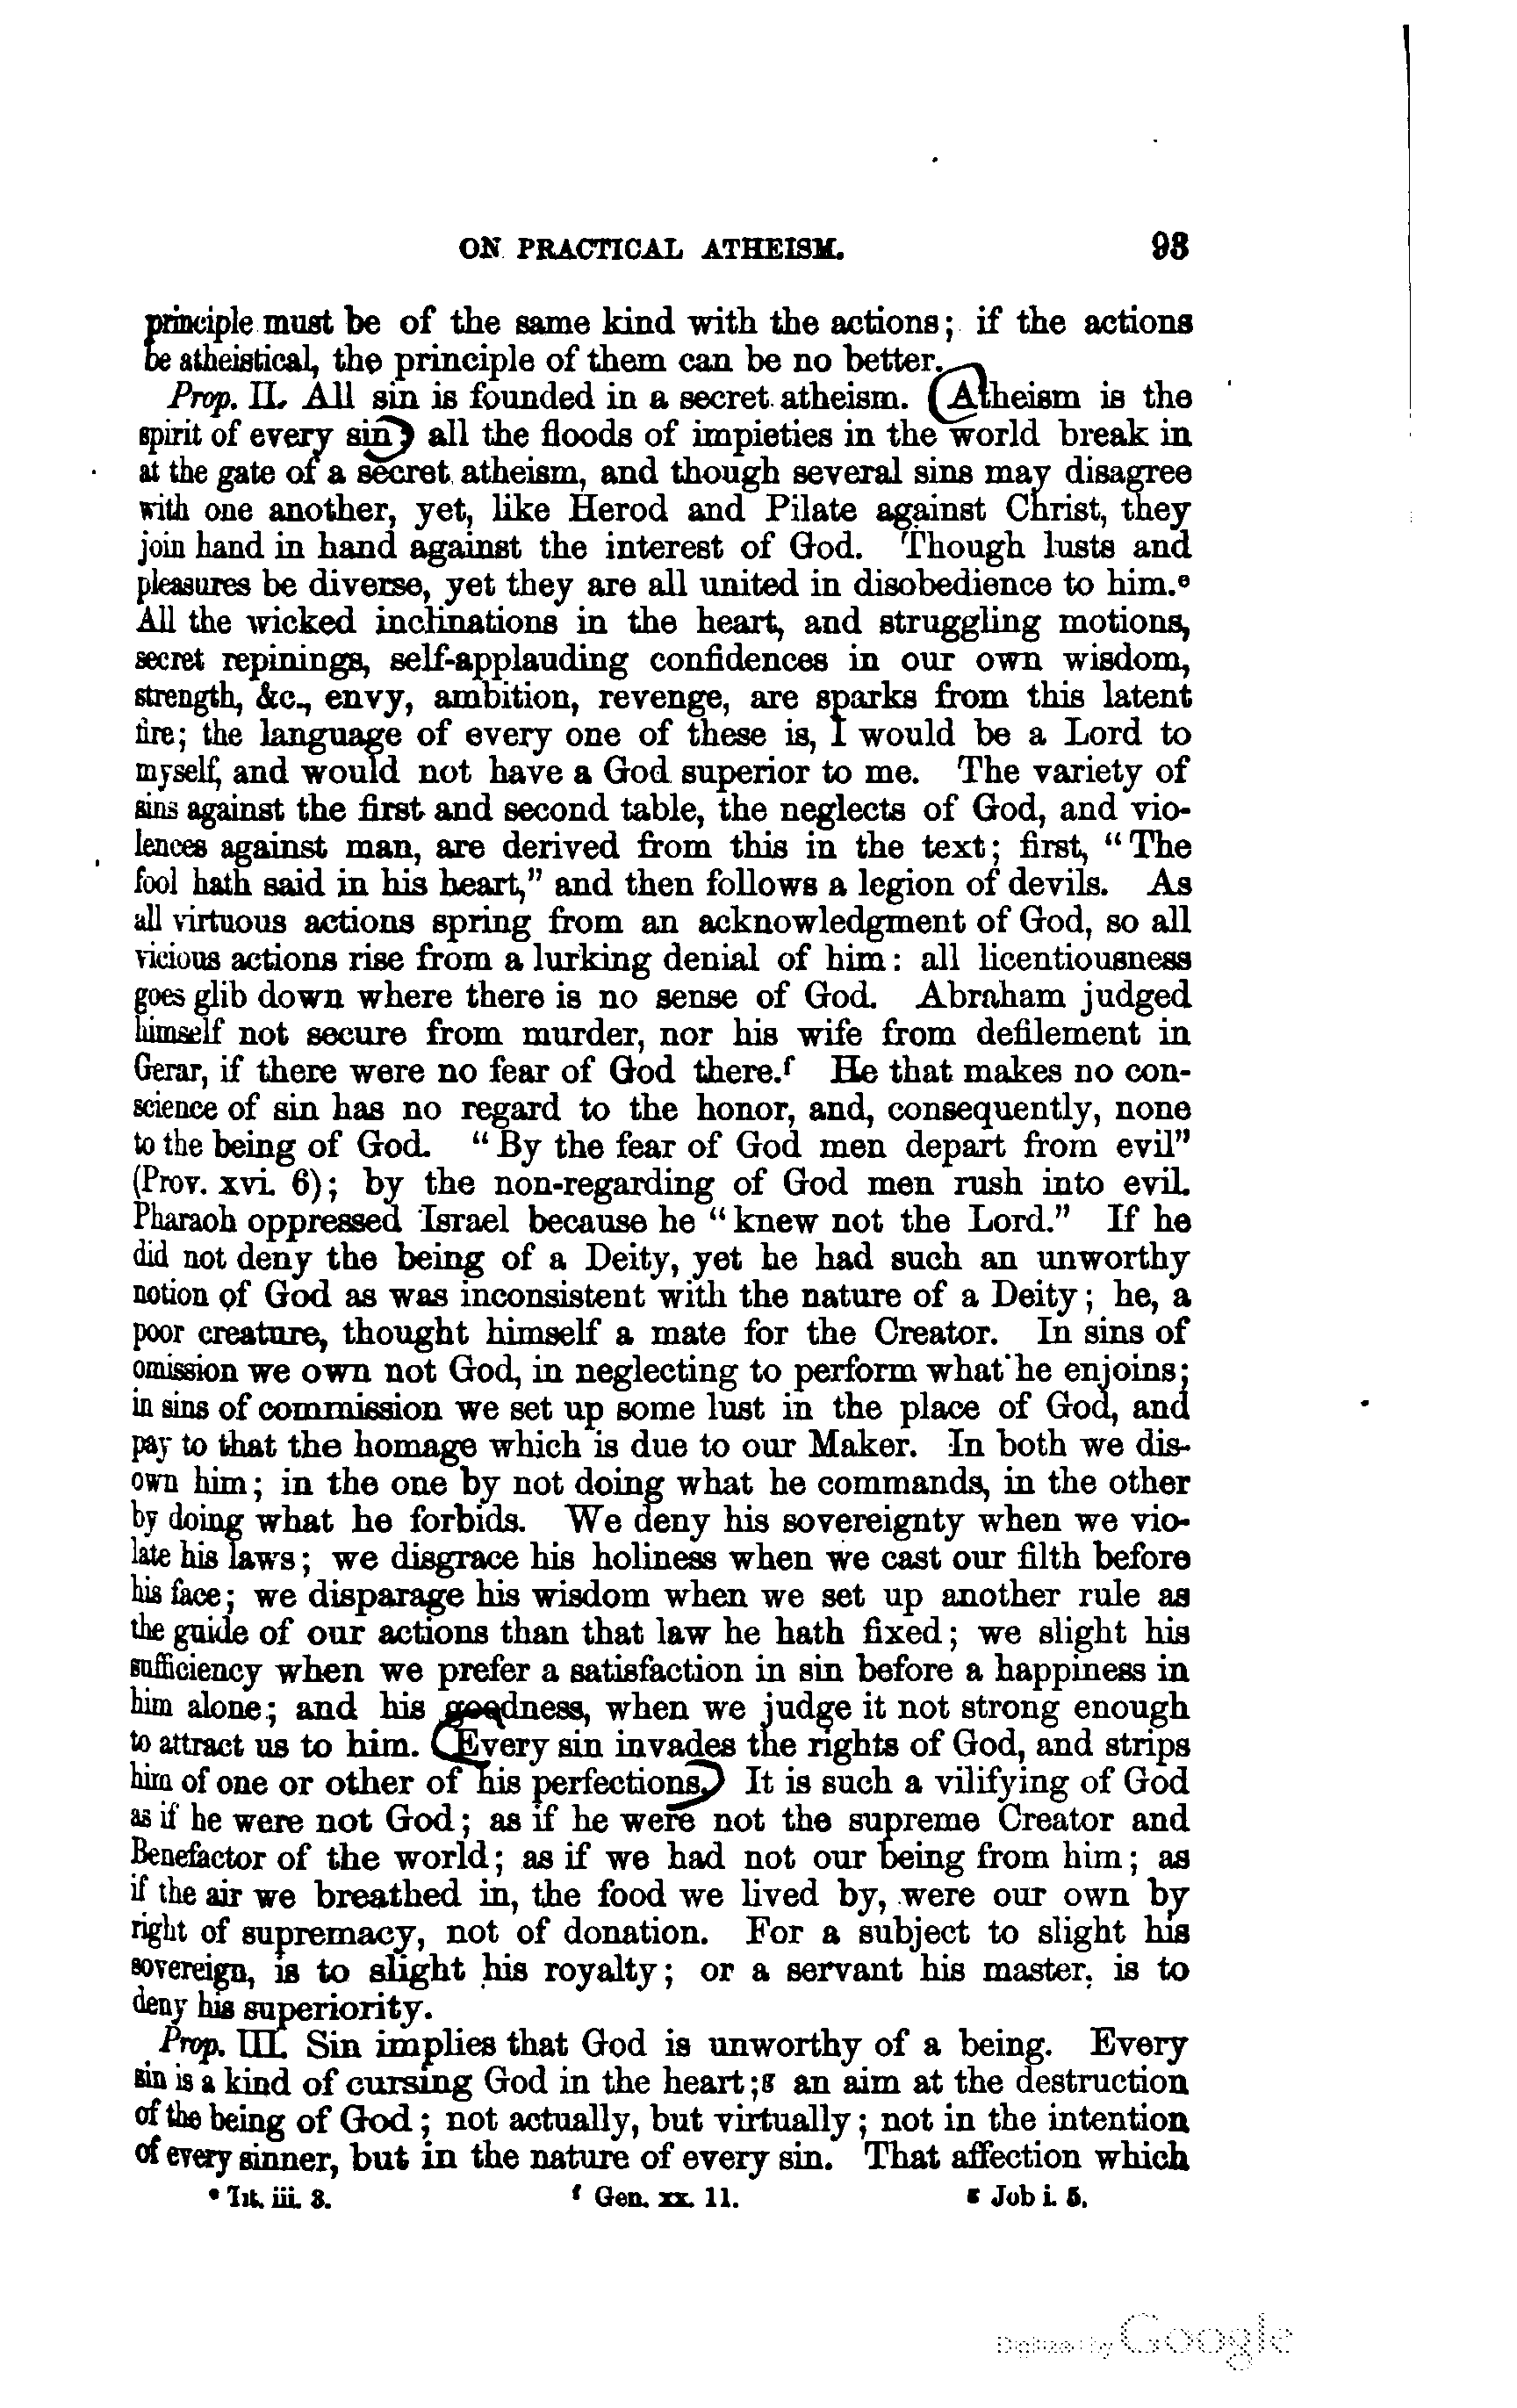 ON PRACTICAL ATHEISM. 93
principle must be of the same kind with the actions; if the actions
be atheistical, the principle of them can be no better.
Prop. II. All sin is founded in a secret atheism. Atheism is the
spirit of every sin; all the floods of impieties in the world break in
at the gate of a secret atheism, and though several sins may disagree
with one another, yet, like Herod and Pilate against Christ, they
join hand in hand against the interest of God. Though lusts and
pleasures be diverse, yet they are all united in disobedience to him.e
All the wicked inclinations in the heart, and struggling motions,
secret repinings, self-applauding confidences in our own wisdom,
strength, &c., envy, ambition, revenge, are sparks from this latent
fire; the language of every one of these is, I would be a Lord to
myself, and would not have a God superior to me. The variety of
sins against the first and second table, the neglects of God, and vio-
lences against man, are derived from this in the text; first, "The
fool hath said in his heart," and then follows a legion of devils. As
all virtuous actions spring from an acknowledgment of God, so all
vicious actions rise from a lurking denial of him: all licentiousness
goes glib down where there is no sense of God. Abraham judged
himself not secure from murder, nor his wife from defilement in
Gerar, if there were no fear of God there.f He that makes no con-
science of sin has no regard to the honor, and, consequently, none
to the being of God. "By the fear of God men depart from evil"
(Prov. xvi. 6); by the non-regarding of God men rush into evil.
Pharaoh oppressed Israel because he "knew not the Lord." If he
did not deny the being of a Deity, yet he had such an unworthy
notion of God as was inconsistent with the nature of a Deity; he, a
poor creature, thought himself a mate for the Creator. In sins of
omission we own not God, in neglecting to perform what he enjoins;
in sins of commission we set up some lust in the place of God, and
pay to that the homage which is due to our Maker. In both we dis-
own him; in the one by not doing what he commands, in the other
by doing what he forbids. We deny his sovereignty when we vio-
late his laws; we disgrace his holiness when we cast our filth before
his face; we disparage his wisdom when we set up another rule as
the guide of our actions than that law he hath fixed; we slight his
sufficiency when we prefer a satisfaction in sin before a happiness in
him alone; and his goodness, when we judge it not strong enough
to attract us to him. Every sin invades the rights of God, and strips
him of one or other of his perfections. It is such a vilifying of God
as if he were not God; as if he were not the supreme Creator and
Benefactor of the world; as if we had not our being from him; as
if the air we breathed in, the food we lived by, were our own by
right of supremacy, not of donation. For a subject to slight his
sovereign, is to slight his royalty; or a servant his master, is to
deny his superiority.
Prop. III. Sin implies that God is unworthy of a being. Every
sin is a kind of cursing God in the heart;g an aim at the destruction
of the being of God; not actually, but virtually; not in the intention
of every sinner, but in the nature of every sin. That affection which
e Tit. iii. 3. f Gen. xx. 11. g Job i. 5.
Digitized by Google